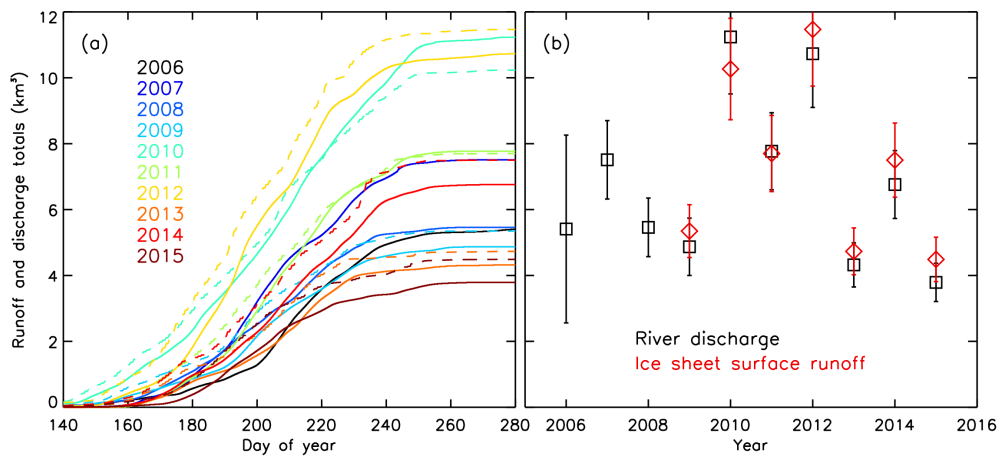 12
10
8
6
4
2
0
Runoff and discharge totals (km³)
(a)
2006
2007
2008
2009
2010
2011
2012
2013
2014
2015
140 160 180 200 220 240 260 280
Day of year
(b)
River discharge
Ice sheet surface runoff
2006 2008 2010 2012 2014 2016
Year